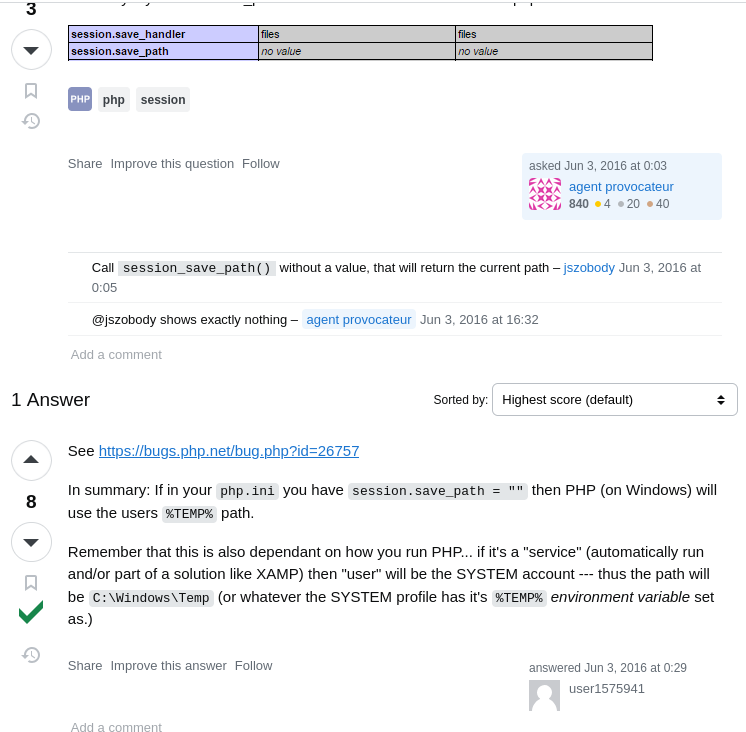 3
session.save_handler files files
session.save_path no value no value
PHP php session
Share Improve this question Follow
asked Jun 3, 2016 at 0:03
agent provocateur
840 4 20 40
Call session_save_path() without a value, that will return the current path – jszobody Jun 3, 2016 at
0:05
@jszobody shows exactly nothing – agent provocateur Jun 3, 2016 at 16:32
Add a comment
1 Answer
Sorted by: Highest score (default)
See https://bugs.php.net/bug.php?id=26757
8
In summary: If in your php.ini you have session.save_path = "" then PHP (on Windows) will
use the users %TEMP% path.
Remember that this is also dependant on how you run PHP... if it's a "service" (automatically run
and/or part of a solution like XAMP) then "user" will be the SYSTEM account --- thus the path will
be C:\Windows\Temp (or whatever the SYSTEM profile has it's %TEMP% environment variable set
as.)
Share Improve this answer Follow
answered Jun 3, 2016 at 0:29
user1575941
Add a comment